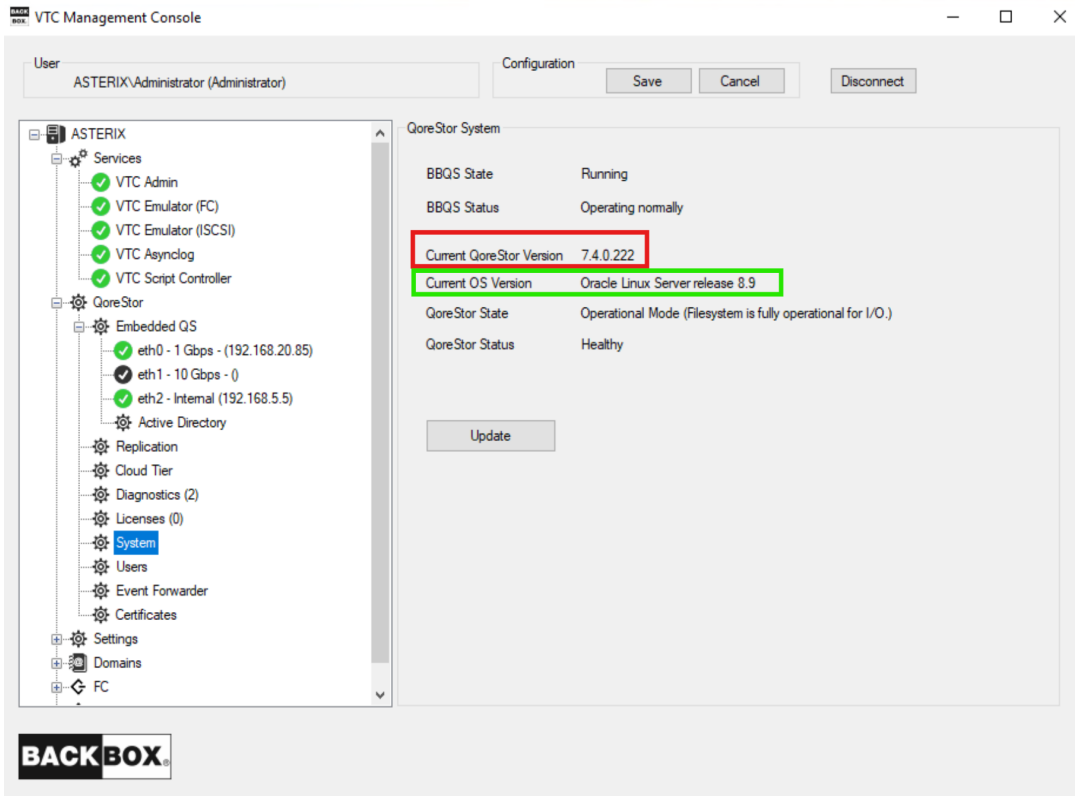 BACK BOX. VTC Management Console
User
ASTERIX\Administrator (Administrator)
Configuration
Save
Cancel
Disconnect
ASTERIX
Services
VTC Admin
VTC Emulator (FC)
VTC Emulator (ISCSI)
VTC Asynclog
VTC Script Controller
QoreStor
Embedded QS
eth0 - 1 Gbps - (192.168.20.85)
eth1 - 10 Gbps - ()
eth2 - Internal (192.168.5.5)
Active Directory
Replication
Cloud Tier
Diagnostics (2)
Licenses (0)
System
Users
Event Forwarder
Certificates
Settings
Domains
FC
QoreStor System
BBQS State Running
BBQS Status Operating normally
Current QoreStor Version 7.4.0.222
Current OS Version Oracle Linux Server release 8.9
QoreStor State Operational Mode (Filesystem is fully operational for I/O.)
QoreStor Status Healthy
Update
BACKBOX®